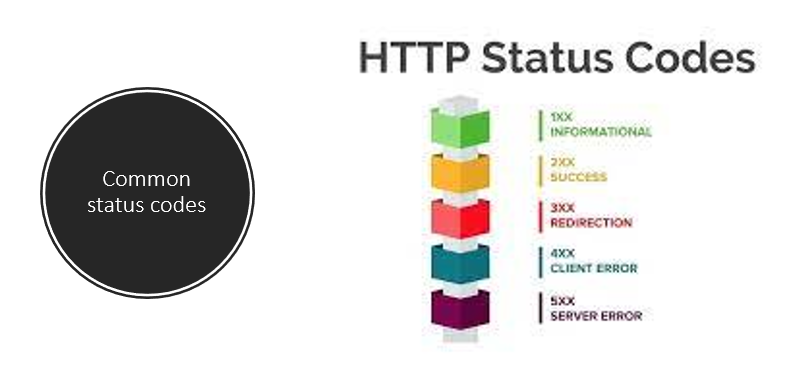 HTTP Status Codes
Common
status codes
1XX
INFORMATIONAL
2XX
SUCCESS
3XX
REDIRECTION
4XX
CLIENT ERROR
5XX
SERVER ERROR